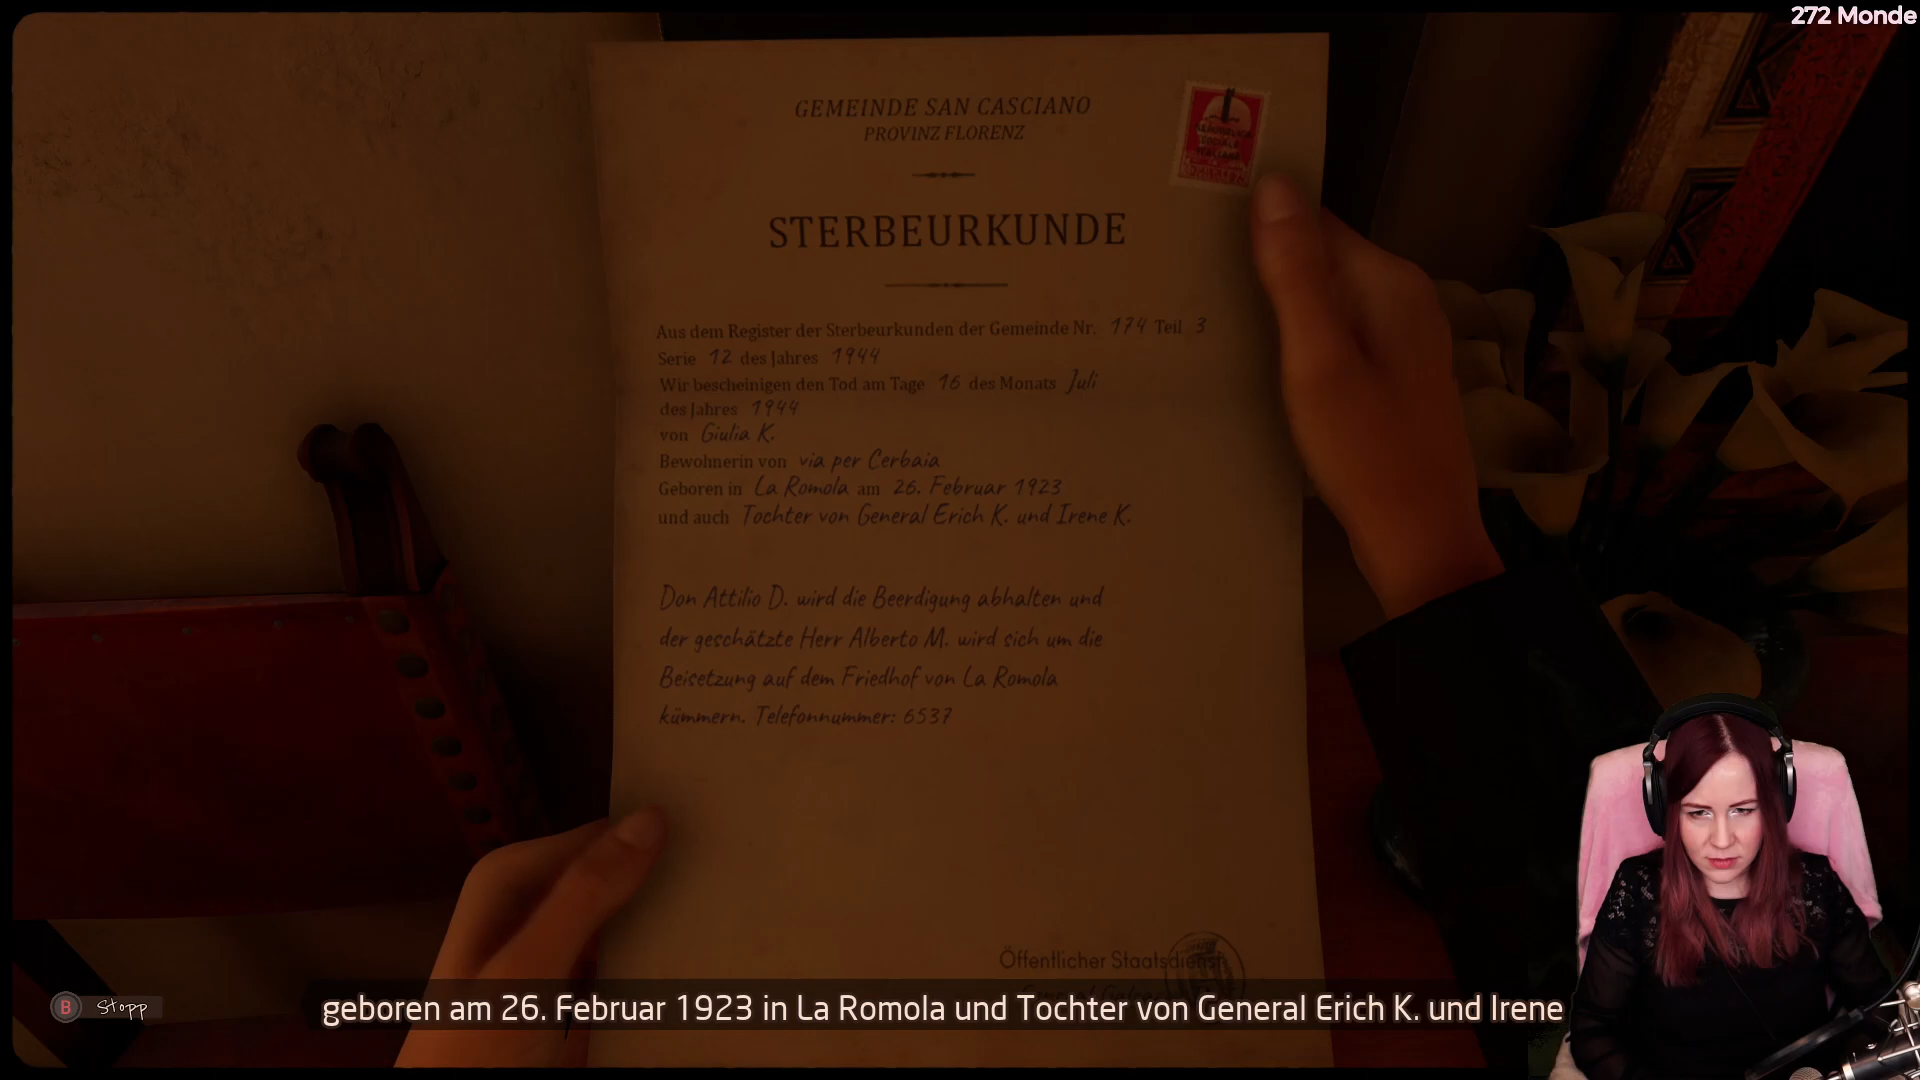 272 Monde
GEMEINDE SAN CASCIANO
PROVINZ FLORENZ
STERBEURKUNDE
Aus dem Register der Sterbeurkunden der Gemeinde Nr. 174 Teil 3
Serie 12 des Jahres 1944
Wir bescheinigen den Tod am Tage 16 des Monats Juli
des Jahres 1944
von Giulia K.
Bewohnerin von via per Cerbaia
Geboren in La Romola am 26. Februar 1923
und auch Tochter von General Erich K. und Irene K.
Don Attilio D. wird die Beerdigung abhalten und
der geschätzte Herr Alberto M. wird sich um die
Beisetzung auf dem Friedhof von La Romola
kümmern. Telefonnummer: 6537
Öffentlicher Staatsdienst
B Stopp
geboren am 26. Februar 1923 in La Romola und Tochter von General Erich K. und Irene